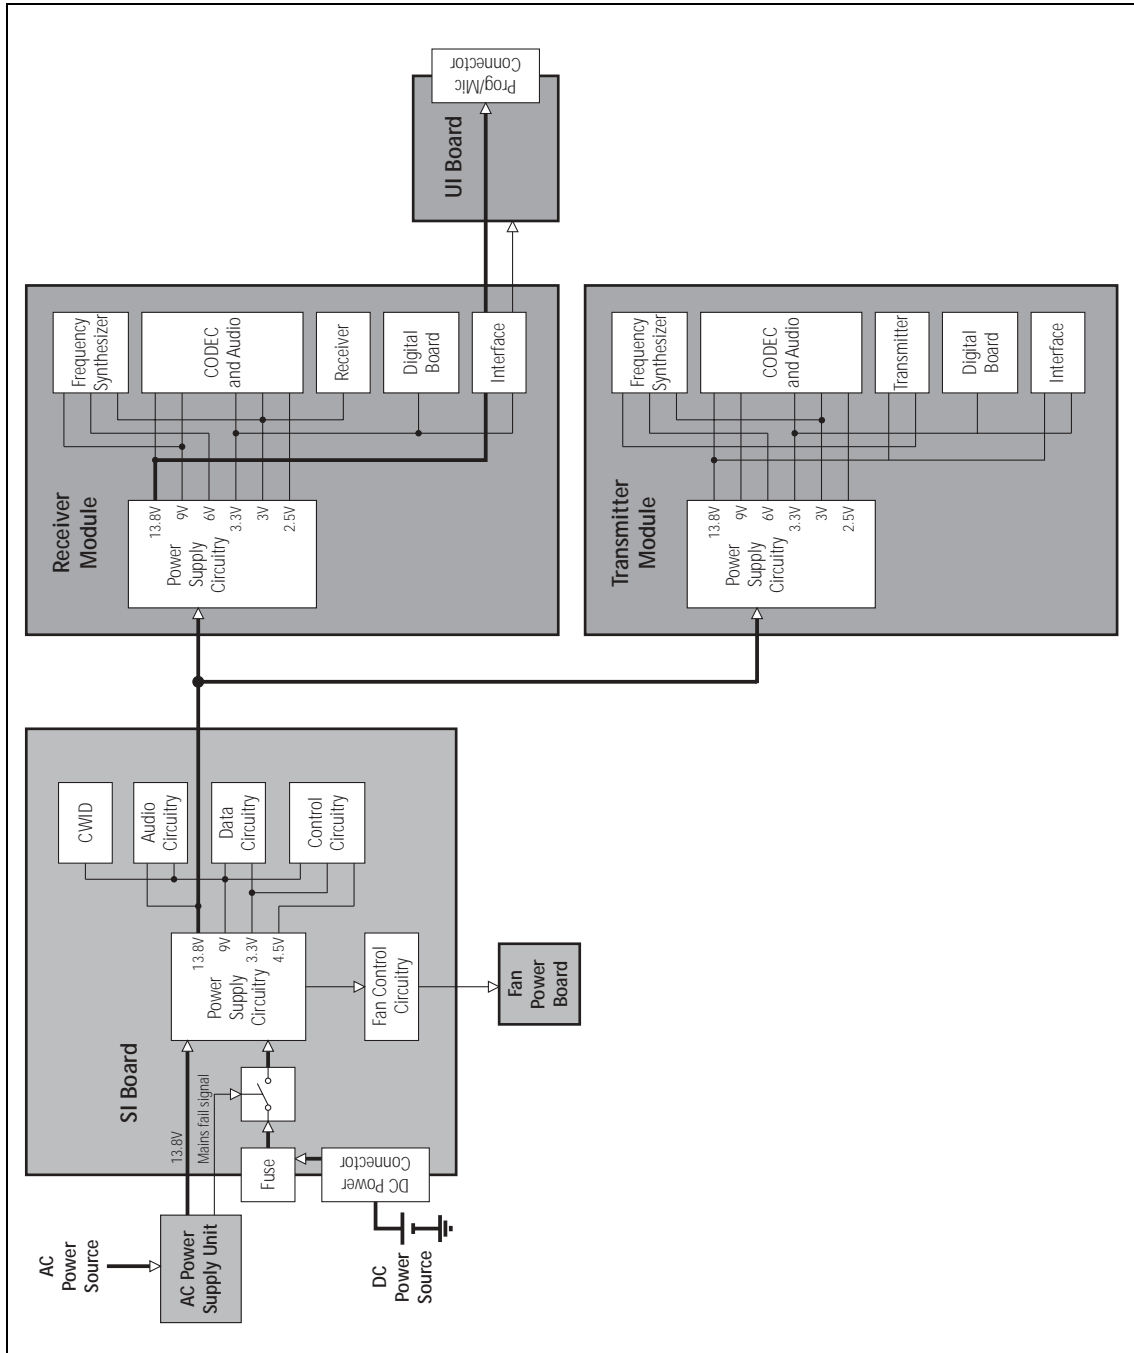 AC
Power
Source
AC Power
Supply Unit
DC
Power
Source
SI Board
13.8V
Mains fail signal
Fuse
DC Power
Connector
Power
Supply
Circuitry
13.8V
9V
3.3V
4.5V
CWID
Audio
Circuitry
Data
Circuitry
Control
Circuitry
Fan Control
Circuitry
Fan
Power
Board
Receiver
Module
Power
Supply
Circuitry
13.8V
9V
6V
3.3V
3V
2.5V
Frequency
Synthesizer
CODEC
and Audio
Receiver
Digital
Board
Interface
UI Board
Prog/Mic
Connector
Transmitter
Module
Power
Supply
Circuitry
13.8V
9V
6V
3.3V
3V
2.5V
Frequency
Synthesizer
CODEC
and Audio
Transmitter
Digital
Board
Interface